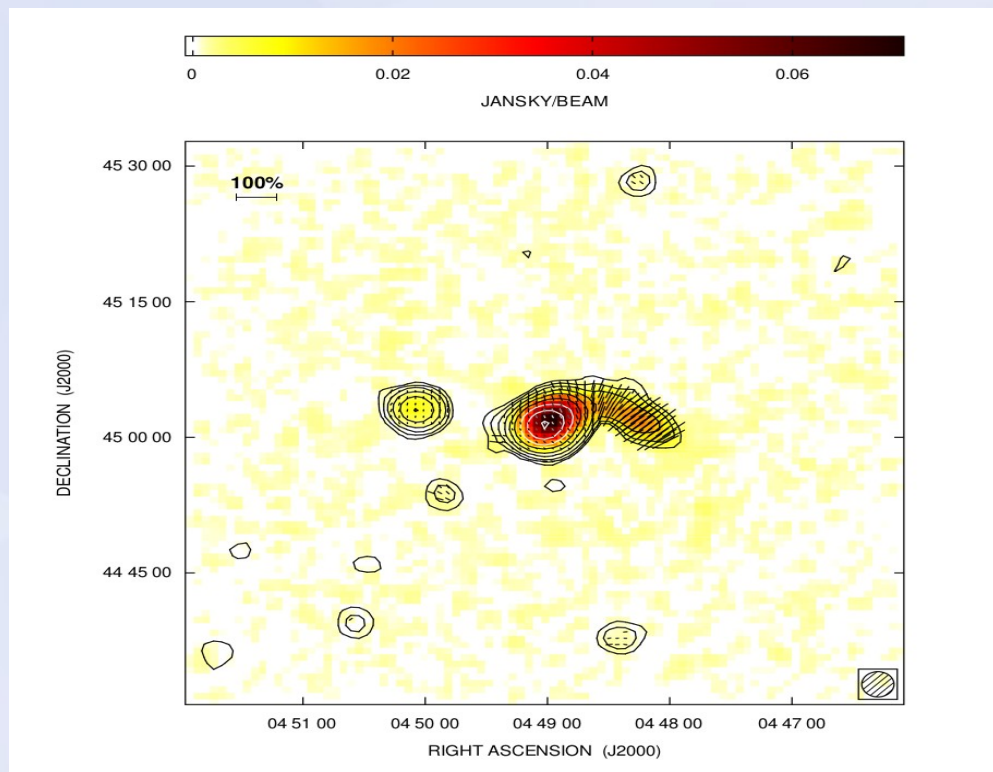 0 0.02 0.04 0.06
JANSKY/BEAM
45 30 00
100%
45 15 00
DECLINATION (J2000)
45 00 00
44 45 00
04 51 00 04 50 00 04 49 00 04 48 00 04 47 00
RIGHT ASCENSION (J2000)